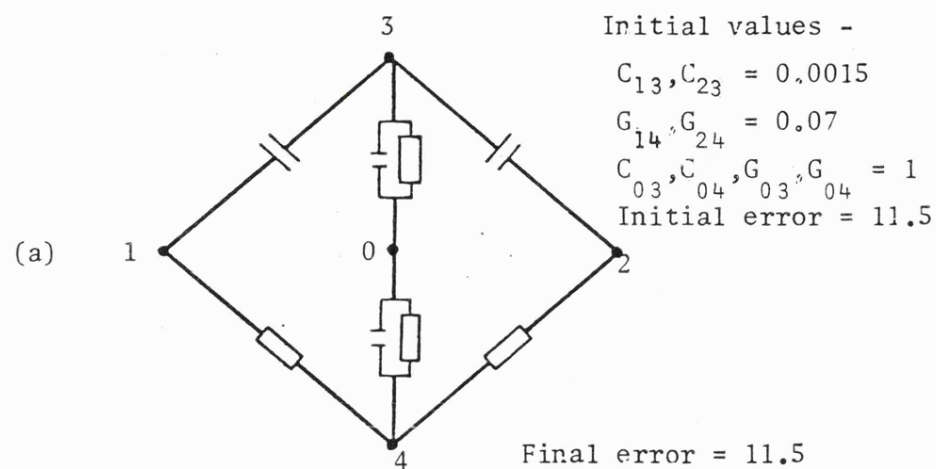 3
Initial values -
C13,C23 = 0.0015
G14,G24 = 0.07
C03,C04,G03,G04 = 1
Initial error = 11.5
(a)
1
0
2
4
Final error = 11.5